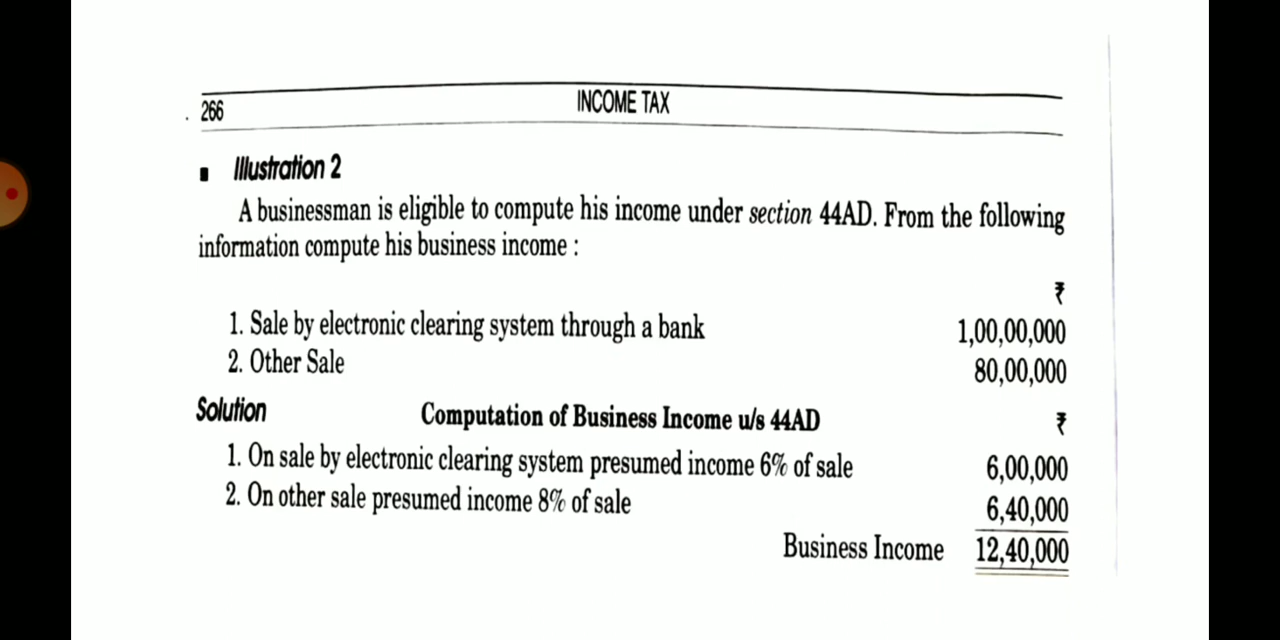 266
INCOME TAX
Illustration 2
A businessman is eligible to compute his income under section 44AD. From the following
information compute his business income :
₹
1. Sale by electronic clearing system through a bank 1,00,00,000
2. Other Sale 80,00,000
Solution Computation of Business Income u/s 44AD ₹
1. On sale by electronic clearing system presumed income 6% of sale 6,00,000
2. On other sale presumed income 8% of sale 6,40,000
Business Income 12,40,000